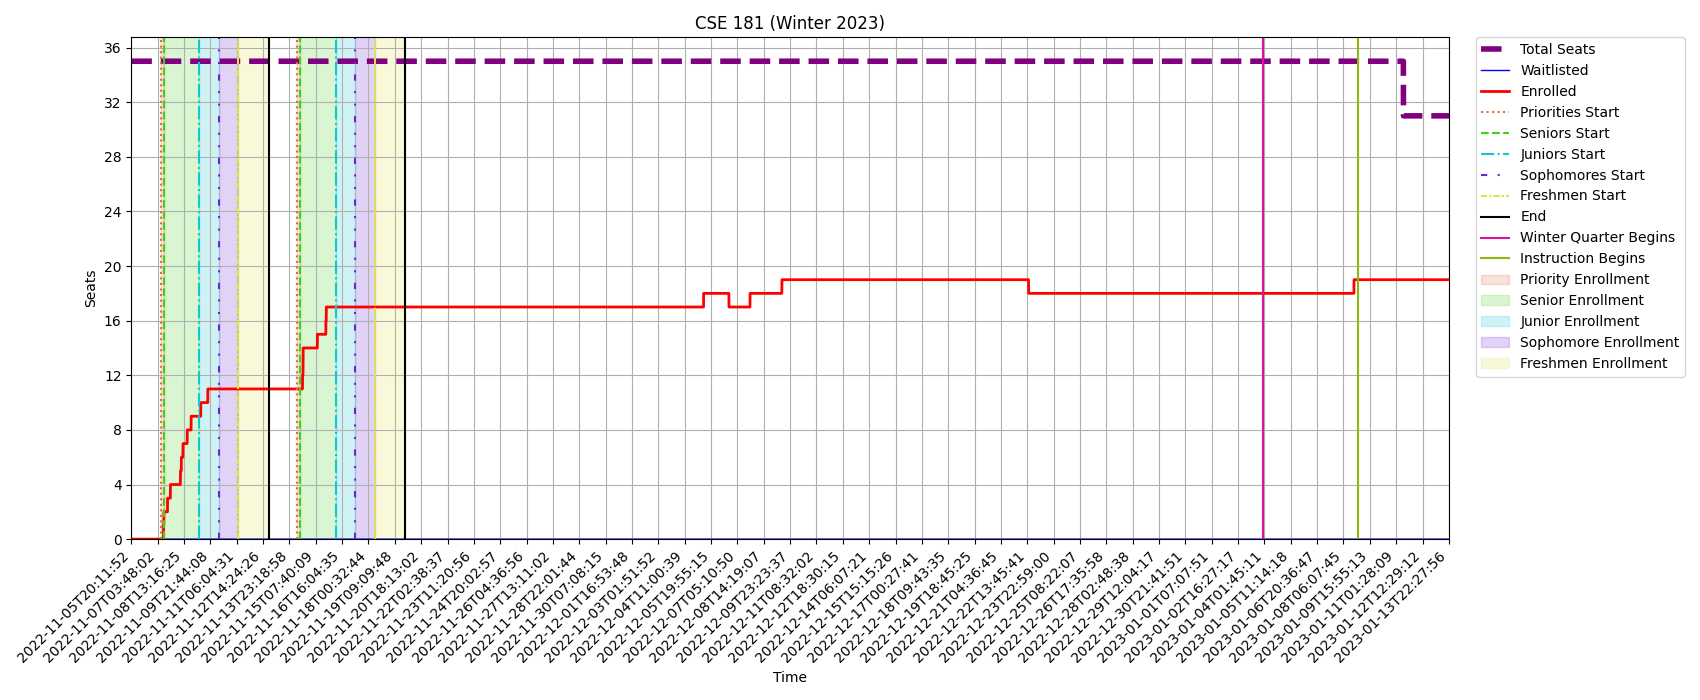 CSE 181 (Winter 2023)
36
32
28
24
20
16
12
8
4
0
Seats
2022-11-05T20:11:52
2022-11-07T03:48:02
2022-11-08T13:16:25
2022-11-09T21:44:08
2022-11-11T06:04:31
2022-11-12T14:24:26
2022-11-13T23:18:58
2022-11-15T07:40:09
2022-11-16T16:04:35
2022-11-18T00:32:44
2022-11-19T09:09:48
2022-11-20T18:13:02
2022-11-22T02:38:37
2022-11-23T11:20:56
2022-11-24T20:02:57
2022-11-26T04:36:56
2022-11-27T13:11:02
2022-11-28T22:01:44
2022-11-30T07:08:15
2022-12-01T16:53:48
2022-12-03T01:51:52
2022-12-04T11:00:39
2022-12-05T19:55:15
2022-12-07T05:10:50
2022-12-08T14:19:07
2022-12-09T23:23:37
2022-12-11T08:32:02
2022-12-12T18:30:15
2022-12-14T06:07:21
2022-12-15T15:15:26
2022-12-17T00:27:41
2022-12-18T09:43:35
2022-12-19T18:45:25
2022-12-21T04:36:45
2022-12-22T13:45:41
2022-12-23T22:59:00
2022-12-25T08:22:07
2022-12-26T17:35:58
2022-12-28T02:48:38
2022-12-29T12:04:17
2022-12-30T21:41:51
2023-01-01T07:07:51
2023-01-02T16:27:17
2023-01-04T01:45:11
2023-01-05T11:14:18
2023-01-06T20:36:47
2023-01-08T06:07:45
2023-01-09T15:55:13
2023-01-11T01:28:09
2023-01-12T12:29:12
2023-01-13T22:27:56
Time
Total Seats
Waitlisted
Enrolled
Priorities Start
Seniors Start
Juniors Start
Sophomores Start
Freshmen Start
End
Winter Quarter Begins
Instruction Begins
Priority Enrollment
Senior Enrollment
Junior Enrollment
Sophomore Enrollment
Freshmen Enrollment